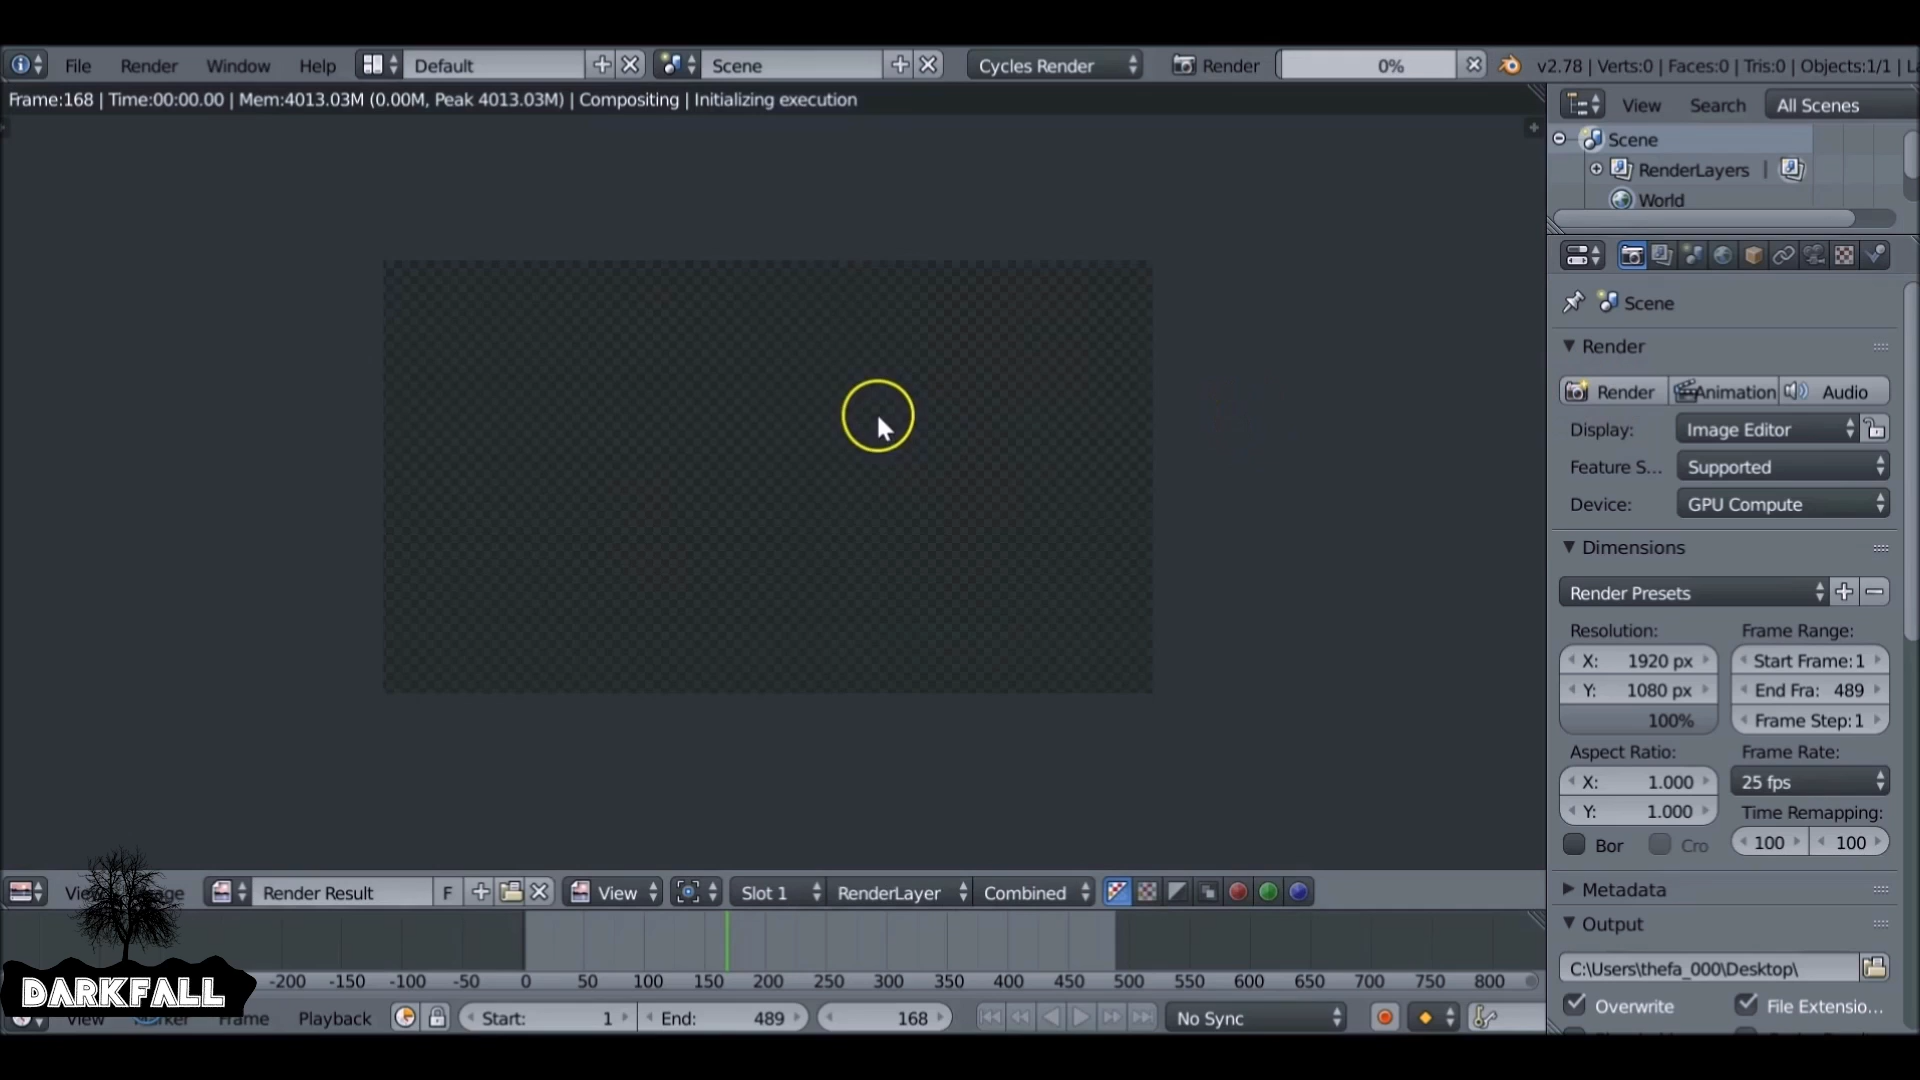 File Render Window Help Default Scene Cycles Render Render 0% v2.78 | Verts:0 | Faces:0 | Tris:0 | Objects:1/1 |
Frame:168 | Time:00:00.00 | Mem:4013.03M (0.00M, Peak 4013.03M) | Compositing | Initializing execution
View Search All Scenes
Scene
RenderLayers |
World
Scene
Render
Render Animation Audio
Display: Image Editor
Feature S... Supported
Device: GPU Compute
Dimensions
Render Presets
Resolution: Frame Range:
X: 1920 px Start Frame:1
Y: 1080 px End Fra: 489
100% Frame Step:1
Aspect Ratio: Frame Rate:
X: 1.000 25 fps
Y: 1.000 Time Remapping:
Bor Cro 100 100
Metadata
Output
C:\Users\thefa_000\Desktop\
Overwrite File Extensio...
Render Result F View Slot 1 RenderLayer Combined
-200 -150 -100 -50 0 50 100 150 200 250 300 350 400 450 500 550 600 650 700 750 800
DARKFALL
View Frame Playback Start: 1 End: 489 168 No Sync